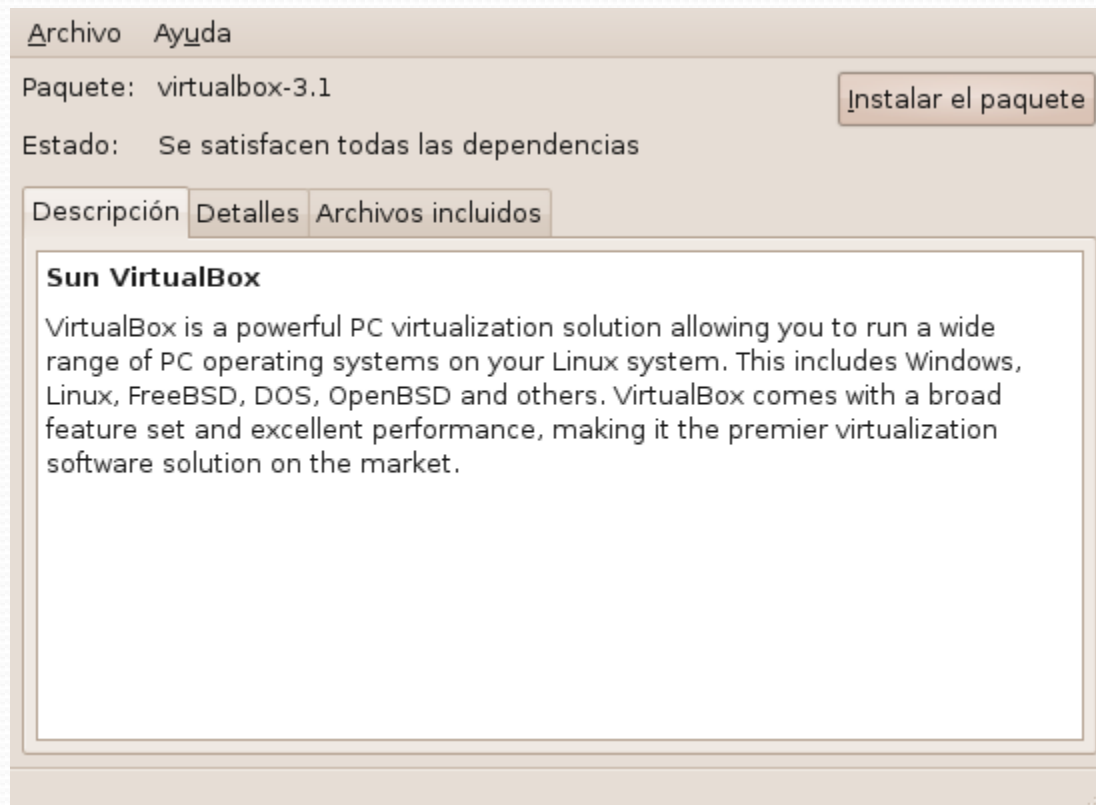 Archivo Ayuda
Paquete: virtualbox-3.1
Instalar el paquete
Estado: Se satisfacen todas las dependencias
Descripción Detalles Archivos incluidos
Sun VirtualBox
VirtualBox is a powerful PC virtualization solution allowing you to run a wide
range of PC operating systems on your Linux system. This includes Windows,
Linux, FreeBSD, DOS, OpenBSD and others. VirtualBox comes with a broad
feature set and excellent performance, making it the premier virtualization
software solution on the market.